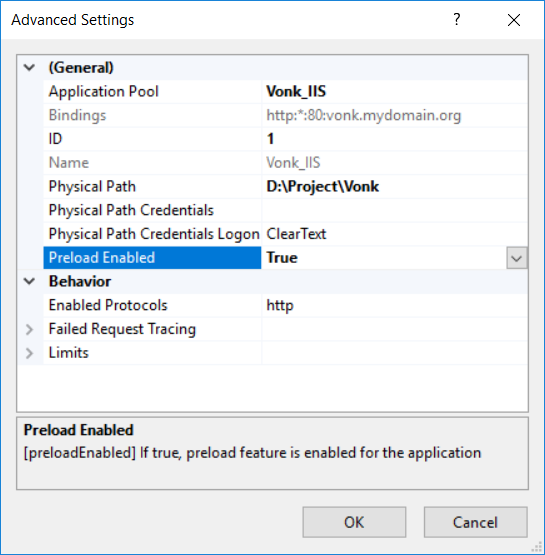 Advanced Settings ?
(General)
Application Pool Vonk_IIS
Bindings http:*:80:vonk.mydomain.org
ID 1
Name Vonk_IIS
Physical Path D:\Project\Vonk
Physical Path Credentials
Physical Path Credentials Logon ClearText
Preload Enabled True
Behavior
Enabled Protocols http
Failed Request Tracing
Limits
Preload Enabled
[preloadEnabled] If true, preload feature is enabled for the application
OK Cancel